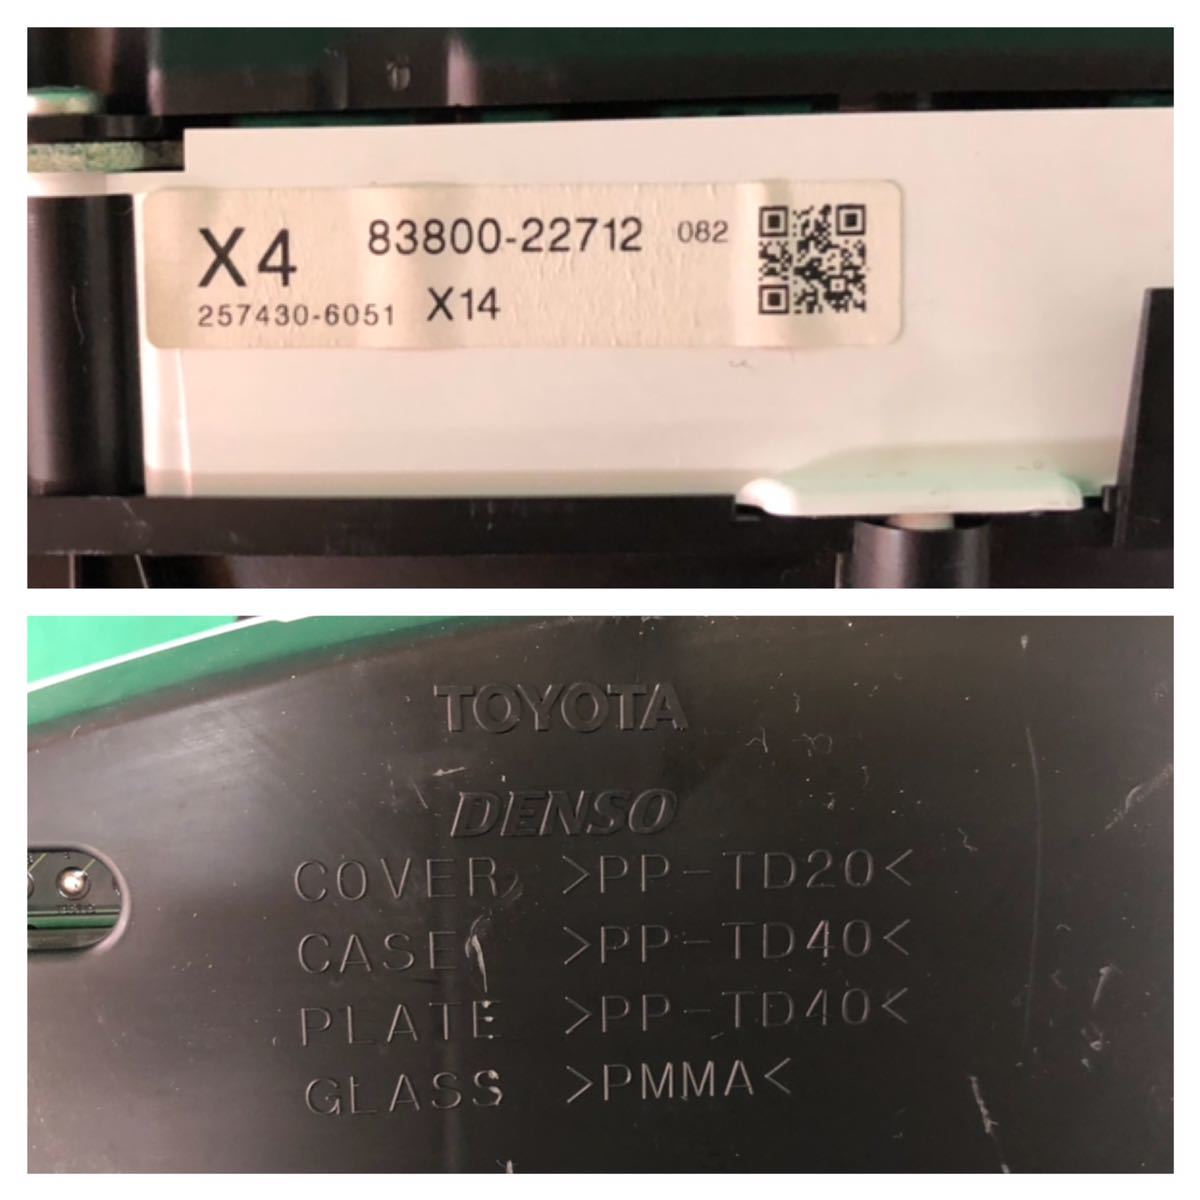 X4 83800-22712 082
257430-6051 X14
TOYOTA
DENSO
COVER >PP-TD20<
CASE >PP-TD40<
PLATE >PP-TD40<
GLASS >PMMA<